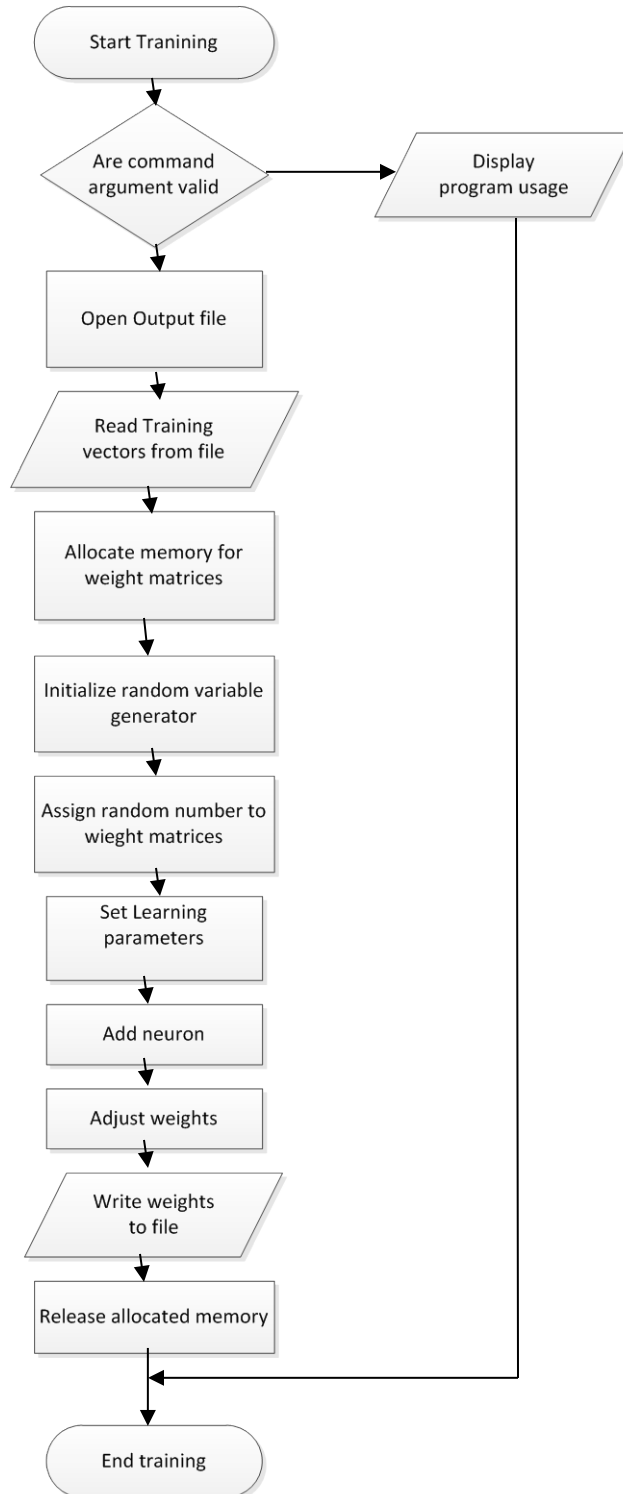 Start Tranining
Are command
argument valid
Display
program usage
Open Output file
Read Training
vectors from file
Allocate memory for
weight matrices
Initialize random variable
generator
Assign random number to
wieght matrices
Set Learning
parameters
Add neuron
Adjust weights
Write weights
to file
Release allocated memory
End training